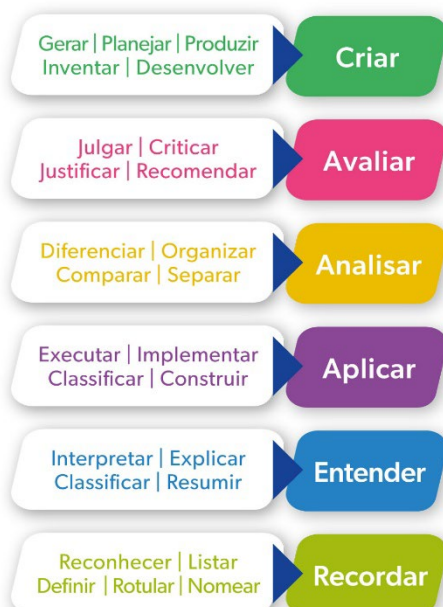 Gerar | Planejar | Produzir
Inventar | Desenvolver
Criar
Julgar | Criticar
Justificar | Recomendar
Avaliar
Diferenciar | Organizar
Comparar | Separar
Analisar
Executar | Implementar
Classificar | Construir
Aplicar
Interpretar | Explicar
Classificar | Resumir
Entender
Reconhecer | Listar
Definir | Rotular | Nomear
Recordar